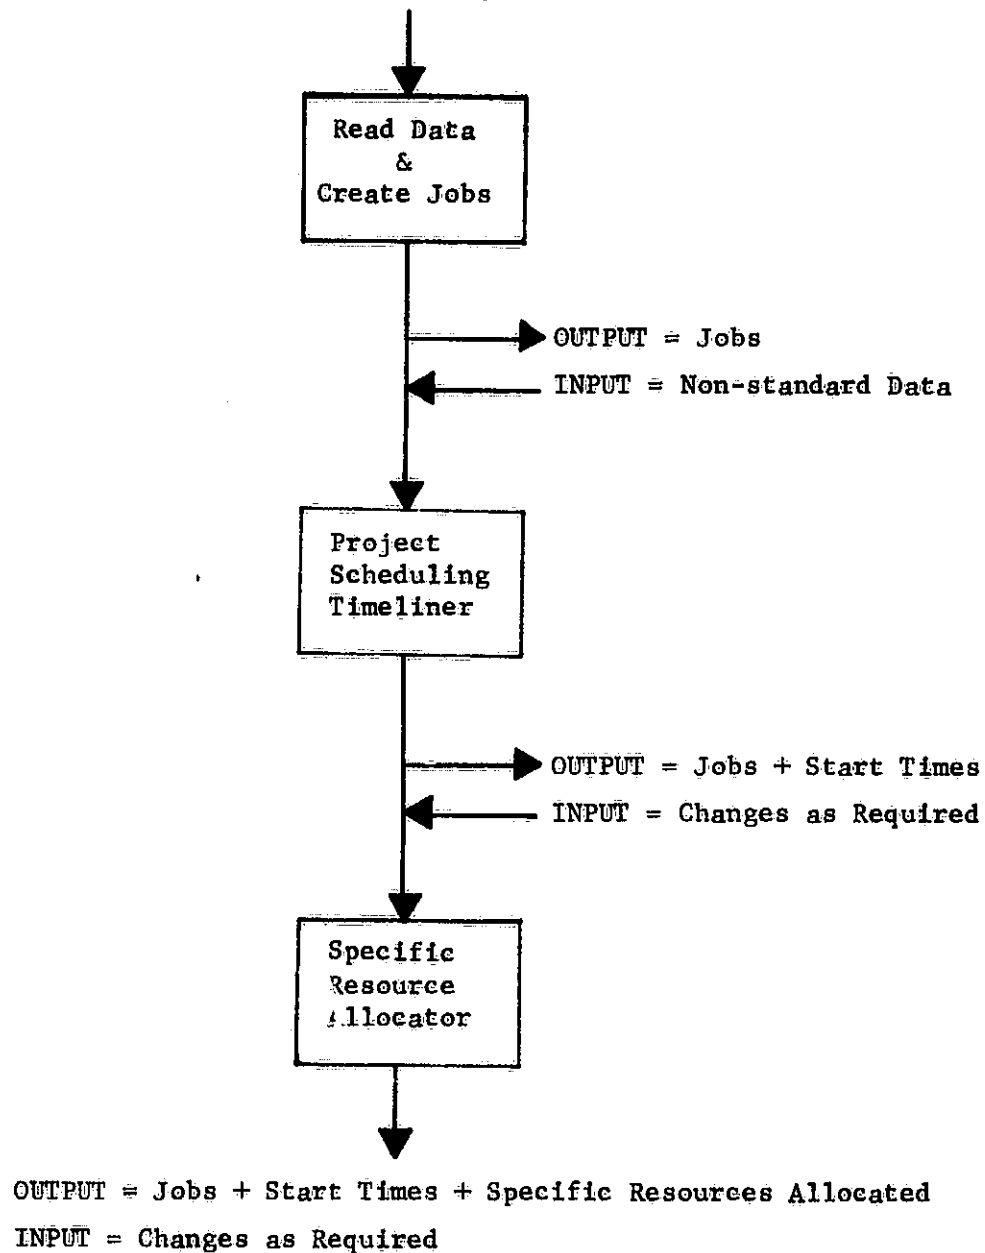 Read Data
&
Create Jobs
OUTPUT = Jobs
INPUT = Non-standard Data
Project
Scheduling
Timeliner
OUTPUT = Jobs + Start Times
INPUT = Changes as Required
Specific
Resource
Allocator
OUTPUT = Jobs + Start Times + Specific Resources Allocated
INPUT = Changes as Required